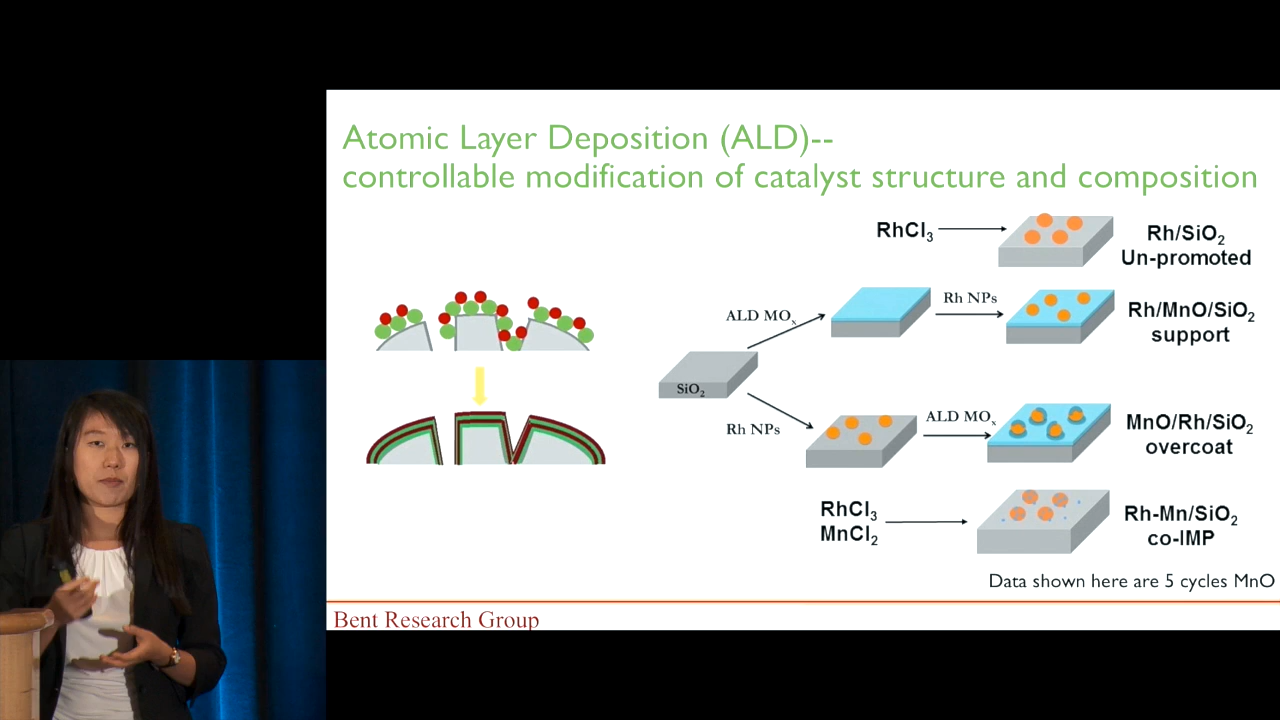 Atomic Layer Deposition (ALD)--
controllable modification of catalyst structure and composition
RhCl₃
Rh/SiO₂
Un-promoted
ALD MOₓ
Rh NPs
Rh/MnO/SiO₂
support
SiO₂
Rh NPs
ALD MOₓ
MnO/Rh/SiO₂
overcoat
RhCl₃
MnCl₂
Rh-Mn/SiO₂
co-IMP
Data shown here are 5 cycles MnO
Bent Research Group